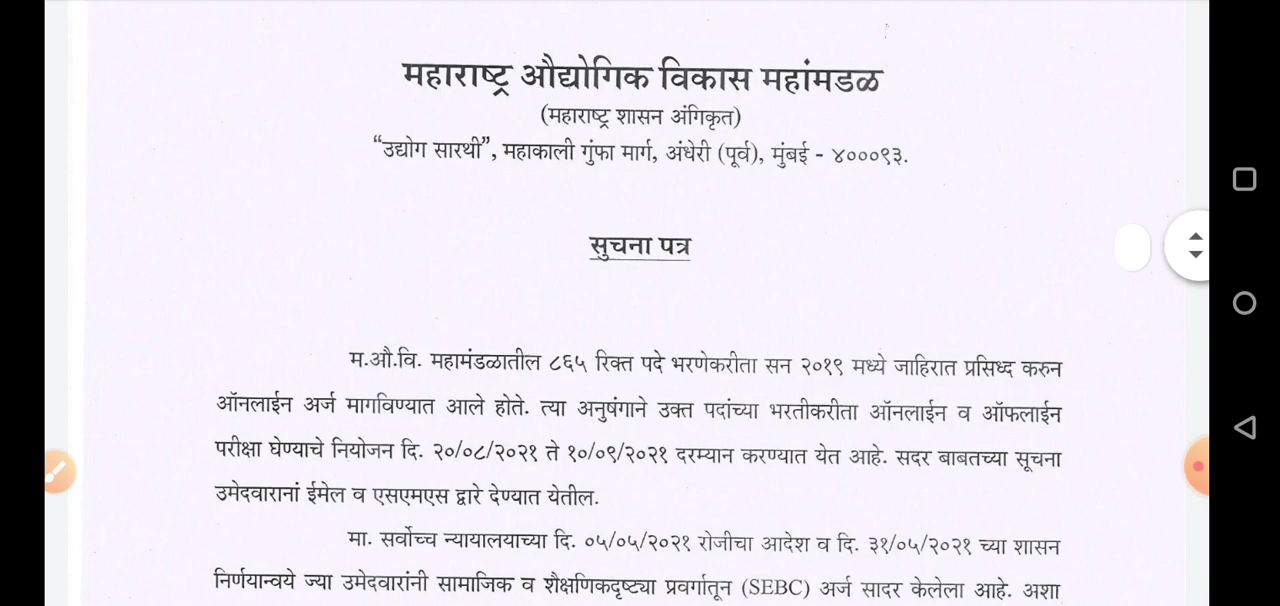 महाराष्ट्र औद्योगिक विकास महांमडळ
(महाराष्ट्र शासन अंगिकृत)
“उद्योग सारथी”, महाकाली गुंफा मार्ग, अंधेरी (पूर्व), मुंबई - ४०००९३.
सुचना पत्र
म.औ.वि. महामंडळातील ८६५ रिक्त पदे भरणेकरीता सन २०१९ मध्ये जाहिरात प्रसिध्द करुन
ऑनलाईन अर्ज मागविण्यात आले होते. त्या अनुषंगाने उक्त पदांच्या भरतीकरीता ऑनलाईन व ऑफलाईन
परीक्षा घेण्याचे नियोजन दि. २०/०८/२०२१ ते १०/०९/२०२१ दरम्यान करण्यात येत आहे. सदर बाबतच्या सूचना
उमेदवारानां ईमेल व एसएमएस द्वारे देण्यात येतील.
मा. सर्वोच्च न्यायालयाच्या दि. ०५/०५/२०२१ रोजीचा आदेश व दि. ३१/०५/२०२१ च्या शासन
निर्णयान्वये ज्या उमेदवारांनी सामाजिक व शैक्षणिकदृष्ट्या प्रवर्गातून (SEBC) अर्ज सादर केलेला आहे. अशा